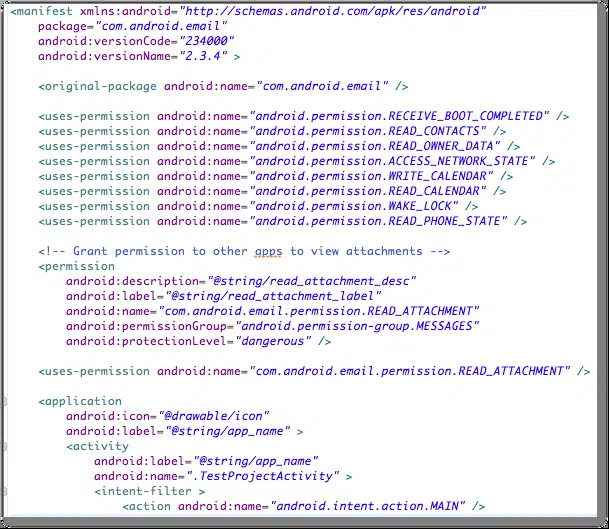 <manifest xmlns:android="http://schemas.android.com/apk/res/android"
package="com.android.email"
android:versionCode="234000"
android:versionName="2.3.4" >
<original-package android:name="com.android.email" />
<uses-permission android:name="android.permission.RECEIVE_BOOT_COMPLETED" />
<uses-permission android:name="android.permission.READ_CONTACTS" />
<uses-permission android:name="android.permission.READ_OWNER_DATA" />
<uses-permission android:name="android.permission.ACCESS_NETWORK_STATE" />
<uses-permission android:name="android.permission.WRITE_CALENDAR" />
<uses-permission android:name="android.permission.READ_CALENDAR" />
<uses-permission android:name="android.permission.WAKE_LOCK" />
<uses-permission android:name="android.permission.READ_PHONE_STATE" />
<!-- Grant permission to other apps to view attachments -->
<permission
android:description="@string/read_attachment_desc"
android:label="@string/read_attachment_label"
android:name="com.android.email.permission.READ_ATTACHMENT"
android:permissionGroup="android.permission-group.MESSAGES"
android:protectionLevel="dangerous" />
<uses-permission android:name="com.android.email.permission.READ_ATTACHMENT" />
<application
android:icon="@drawable/icon"
android:label="@string/app_name" >
<activity
android:label="@string/app_name"
android:name=".TestProjectActivity" >
<intent-filter >
<action android:name="android.intent.action.MAIN" />